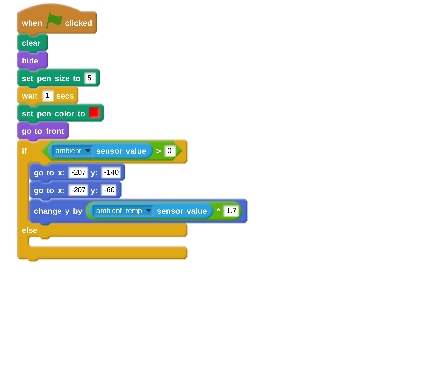 when clicked
clear
hide
set pen size to 5
wait 1 secs
set pen color to
go to front
if ambient sensor value > 0
go ro x: -207 y: -140
go to x: -207 y: -60
change y by ambient temp sensor value * 1.7
else